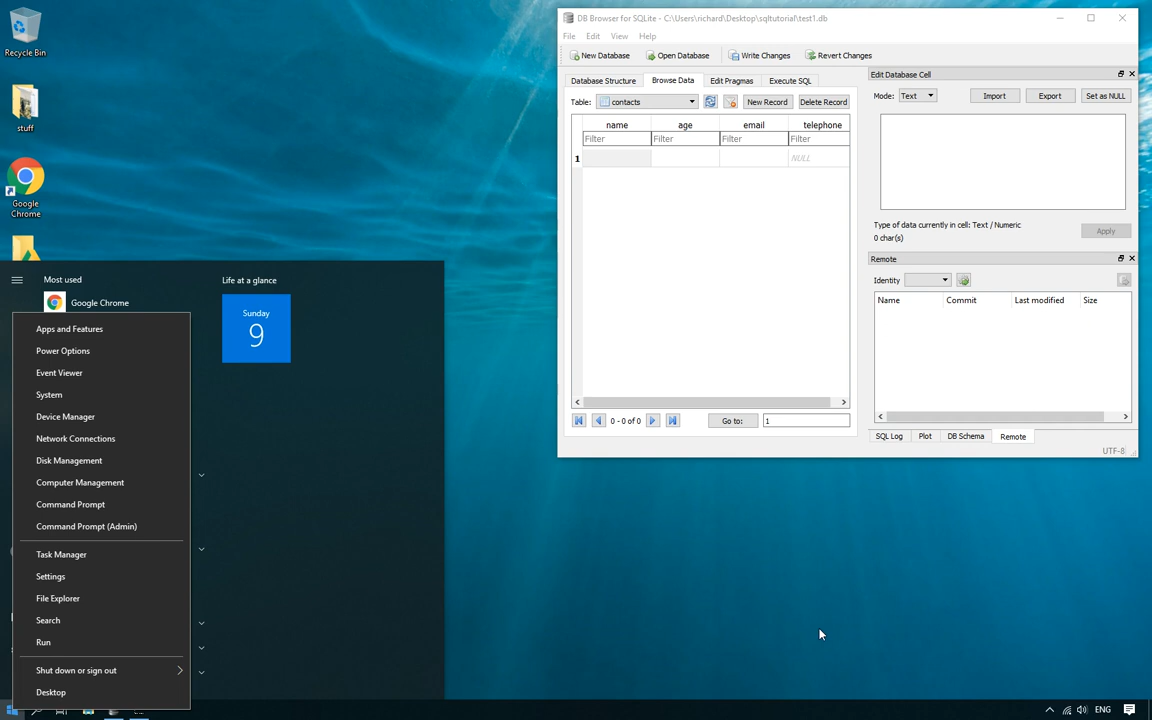 Recycle Bin
stuff
Google
Chrome
DB Browser for SQLite - C:\Users\richard\Desktop\sqltutorial\test1.db
File Edit View Help
New Database Open Database Write Changes Revert Changes
Database Structure Browse Data Edit Pragmas Execute SQL
Table: contacts New Record Delete Record
name age email telephone
Filter Filter Filter Filter
1 NULL
0 - 0 of 0 Go to: 1
Edit Database Cell
Mode: Text Import Export Set as NULL
Type of data currently in cell: Text / Numeric
0 char(s)
Apply
Remote
Identity
Name Commit Last modified Size
SQL Log Plot DB Schema Remote
UTF-8
Most used
Google Chrome
Life at a glance
Sunday
9
Apps and Features
Power Options
Event Viewer
System
Device Manager
Network Connections
Disk Management
Computer Management
Command Prompt
Command Prompt (Admin)
Task Manager
Settings
File Explorer
Search
Run
Shut down or sign out
Desktop
ENG